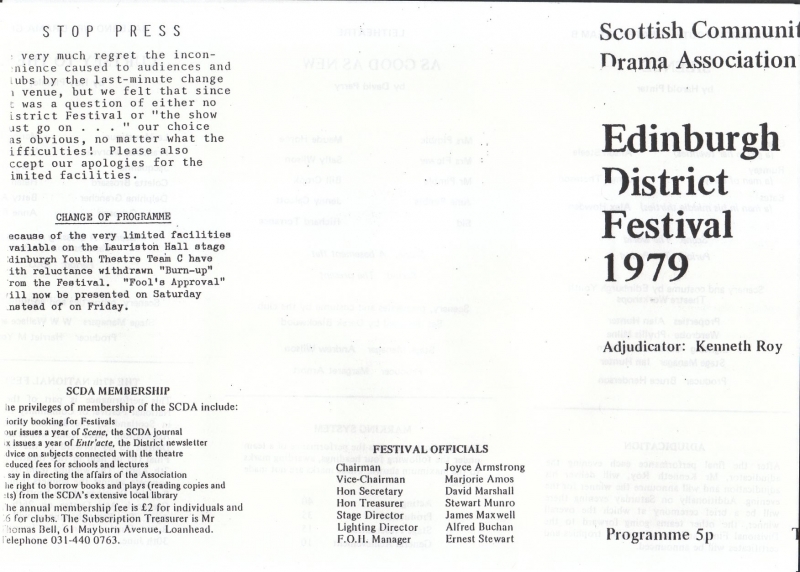 STOP PRESS
very much regret the incon-
nience caused to audiences and
ubs by the last-minute change
venue, but we felt that since
was a question of either no
istrict Festival or "the show
ust go on . . . " our choice
as obvious, no matter what the
ifficulties! Please also
ccept our apologies for the
imited facilities.
CHANGE OF PROGRAMME
ecause of the very limited facilities
vailable on the Lauriston Hall stage
dinburgh Youth Theatre Team C have
ith reluctance withdrawn "Burn-up"
rom the Festival. "Fool's Approval"
ill now be presented on Saturday
nstead of on Friday.
SCDA MEMBERSHIP
he privileges of membership of the SCDA include:
iority booking for Festivals
our issues a year of Scene, the SCDA journal
x issues a year of Entr'acte, the District newsletter
dvice on subjects connected with the theatre
educed fees for schools and lectures
say in directing the affairs of the Association
he right to borrow books and plays (reading copies and
ts) from the SCDA's extensive local library
he annual membership fee is £2 for individuals and
6 for clubs. The Subscription Treasurer is Mr
homas Bell, 61 Mayburn Avenue, Loanhead.
elephone 031-440 0763.
FESTIVAL OFFICIALS
Chairman Joyce Armstrong
Vice-Chairman Marjorie Amos
Hon Secretary David Marshall
Hon Treasurer Stewart Munro
Stage Director James Maxwell
Lighting Director Alfred Buchan
F.O.H. Manager Ernest Stewart
Scottish Communit
Drama Association
Edinburgh
District
Festival
1979
Adjudicator: Kenneth Roy
Programme 5p